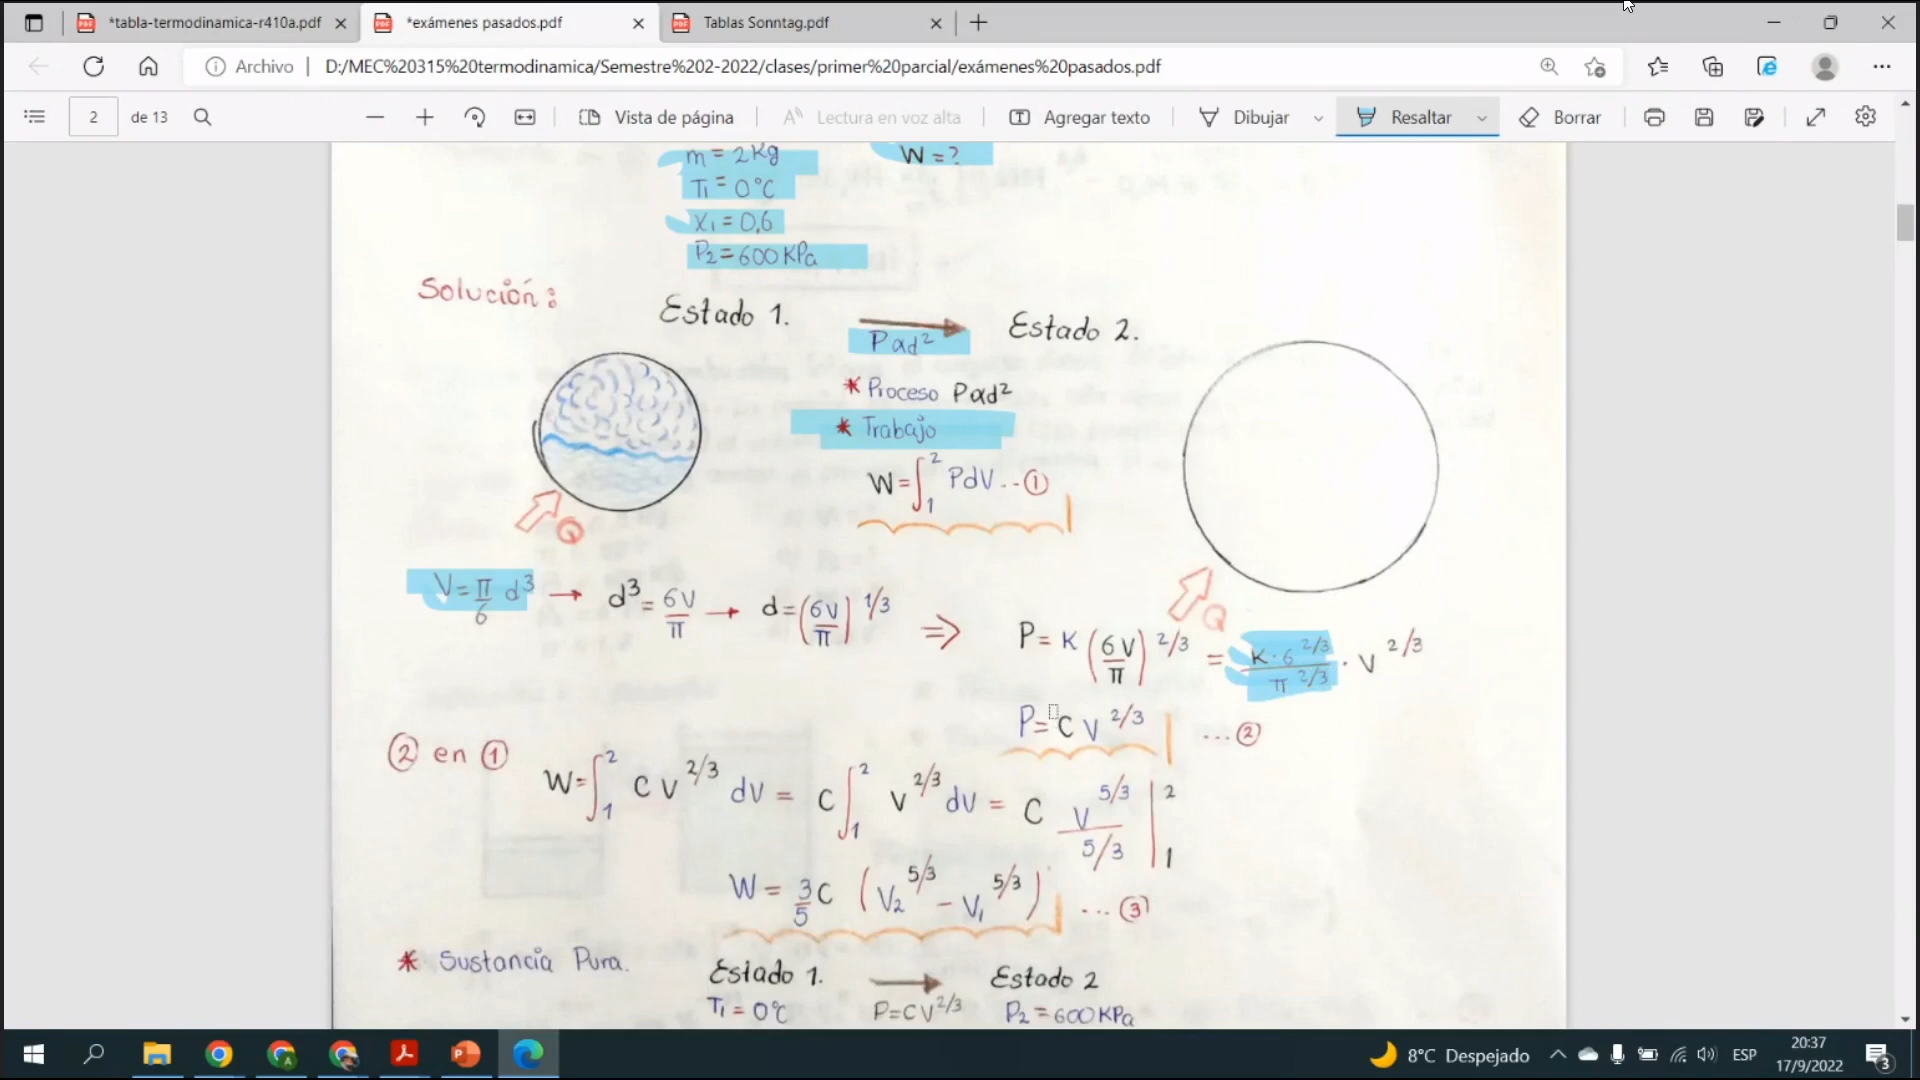 *tabla-termodinamica-r410a.pdf
*exámenes pasados.pdf
Tablas Sonntag.pdf
Archivo | D:/MEC%20315%20termodinamica/Semestre%202-2022/clases/primer%20parcial/exámenes%20pasados.pdf
2 de 13
Vista de página
Lectura en voz alta
Agregar texto
Dibujar
Resaltar
Borrar
m = 2Kg
W = ?
T₁ = 0°C
X₁ = 0,6
P₂ = 600 KPa
Solución:
Estado 1.
Estado 2.
P α d²
* Proceso P α d²
* Trabajo
W = ∫₁² P dV ... ①
Q
Q
V = π/6 d³ → d³ = 6V/π → d = (6V/π)^1/3 ⇒ P = K (6V/π)^2/3 = K · 6^2/3 / π^2/3 · V^2/3
P = C V^2/3 ... ②
② en ① W = ∫₁² C V^2/3 dV = C ∫₁² V^2/3 dV = C V^5/3 / 5/3 |₁²
W = 3/5 C (V₂^5/3 - V₁^5/3) ... ③
* Sustancia Pura.
Estado 1. → Estado 2
T₁ = 0°C P = C V^2/3 P₂ = 600 KPa
8°C Despejado
ESP
20:37
17/9/2022
3